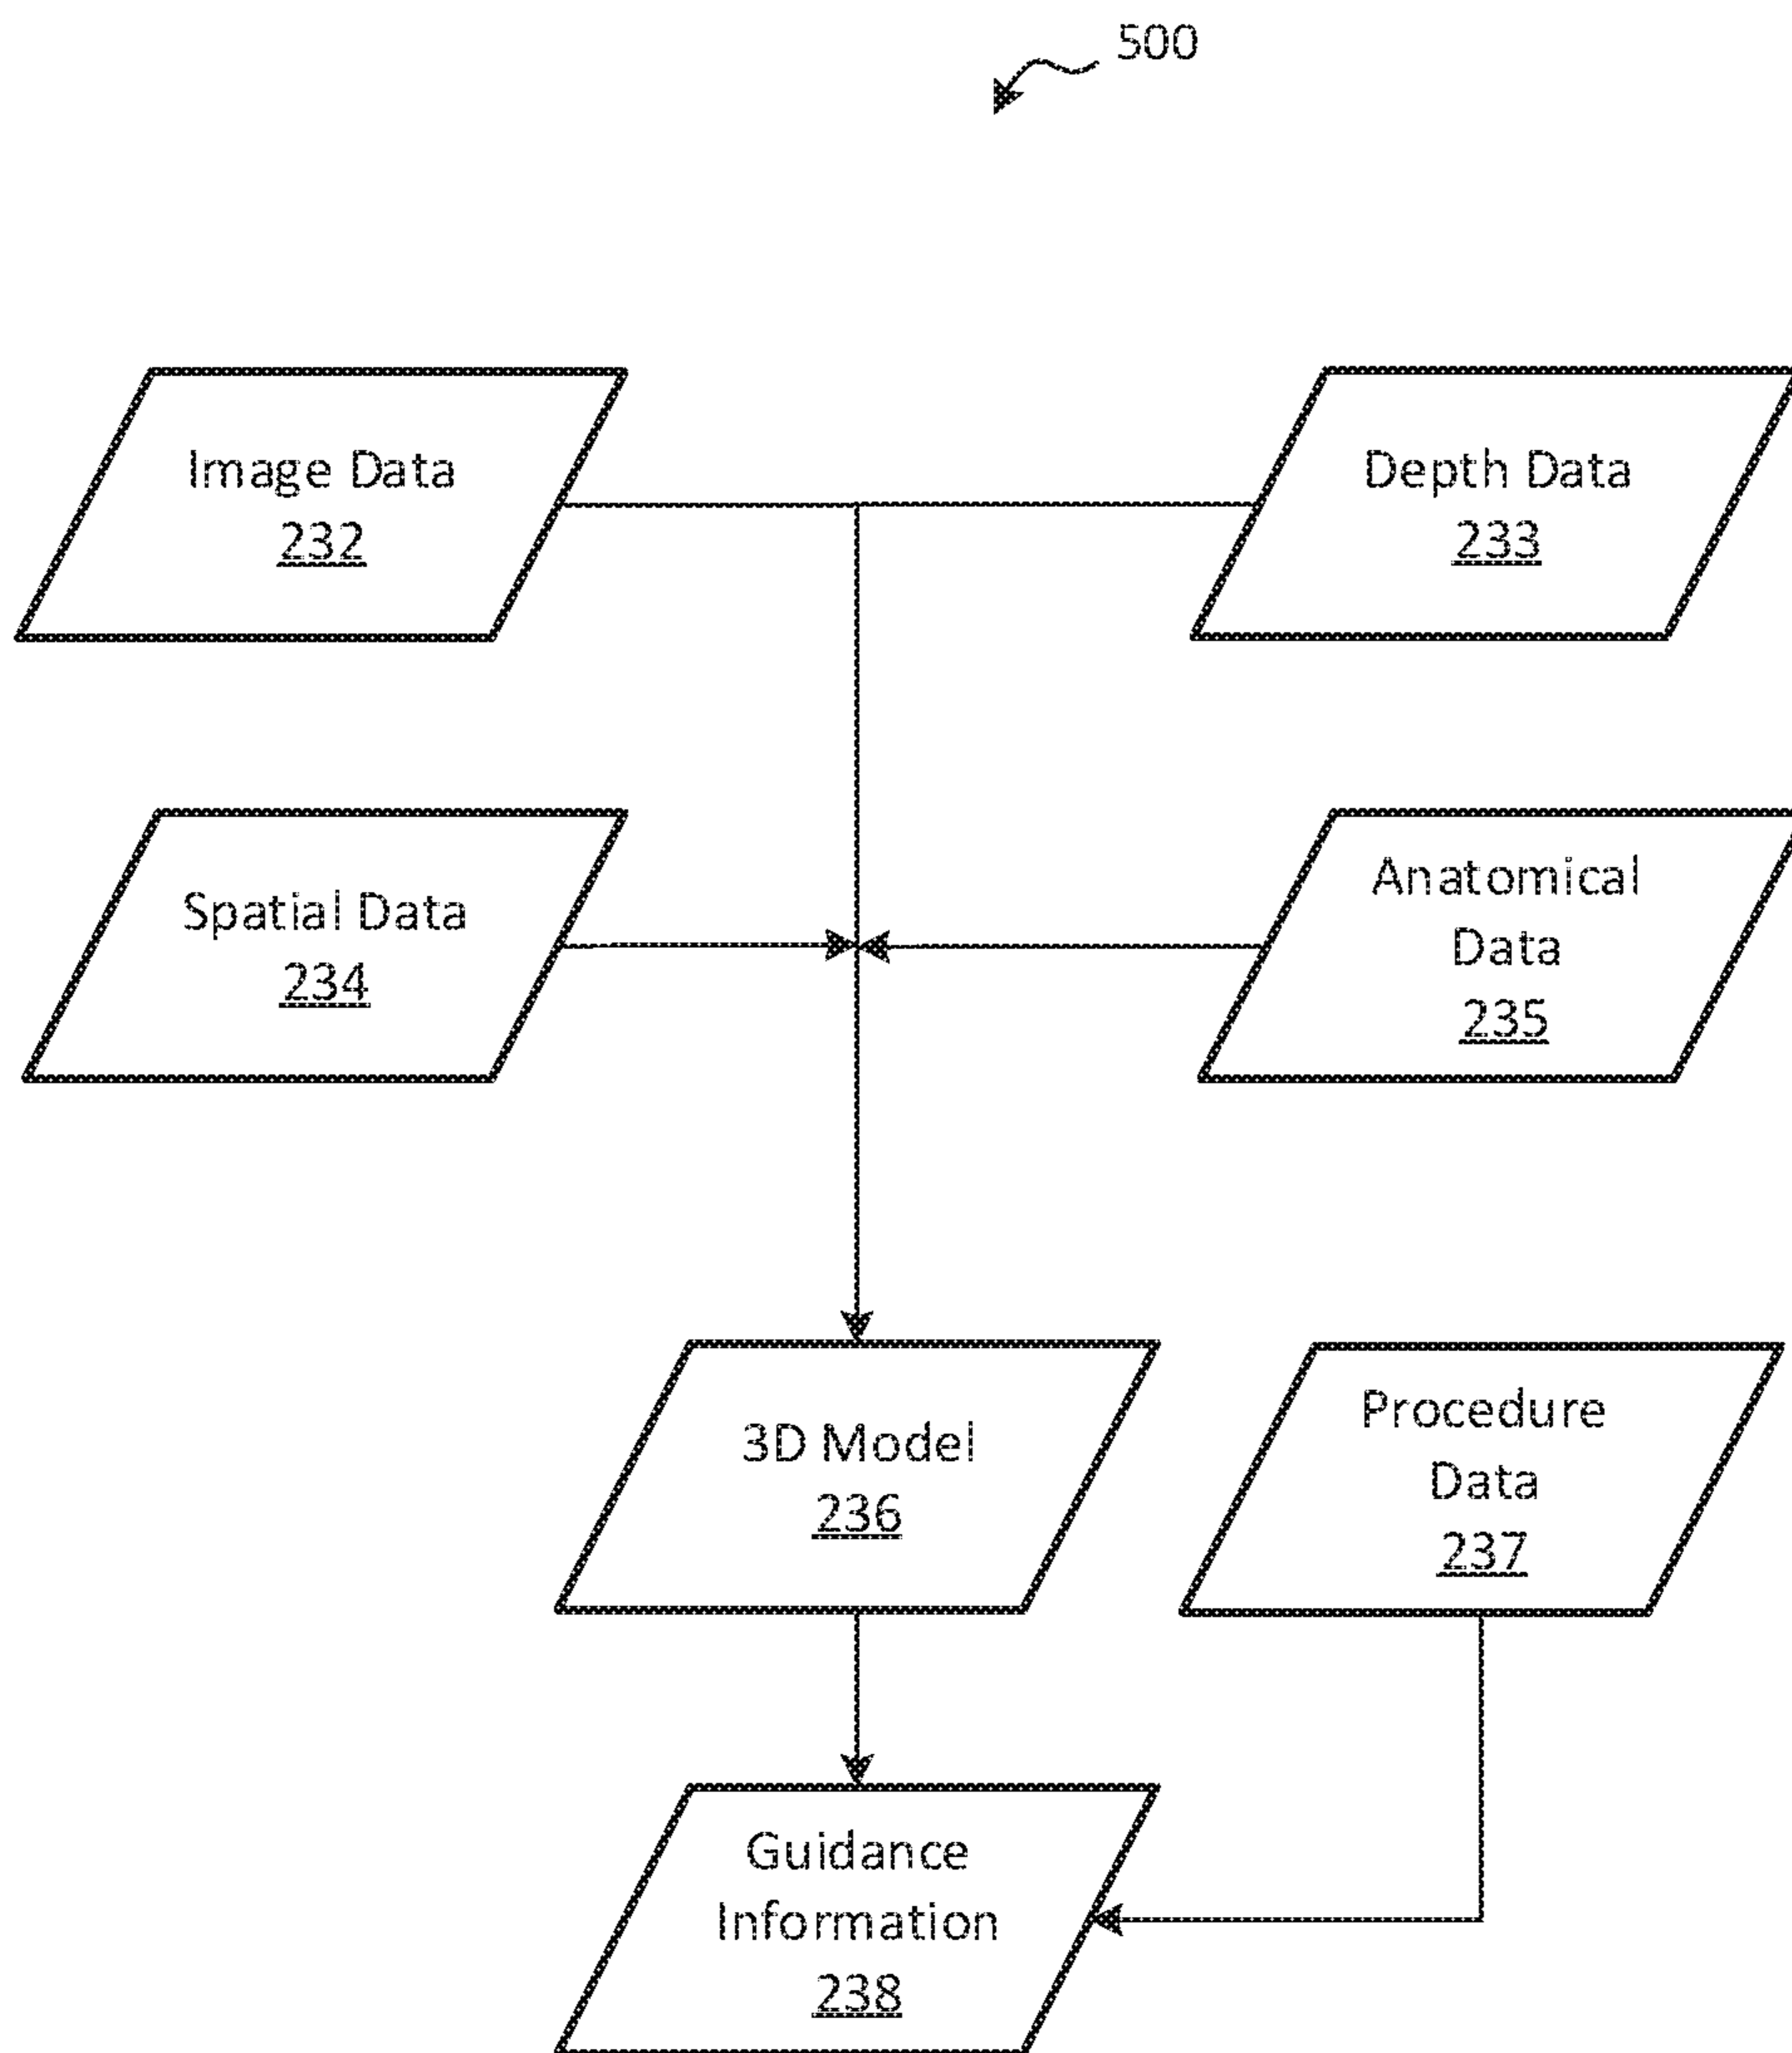 500
Image Data
232
Depth Data
233
Spatial Data
234
Anatomical
Data
235
3D Model
236
Procedure
Data
237
Guidance
Information
238